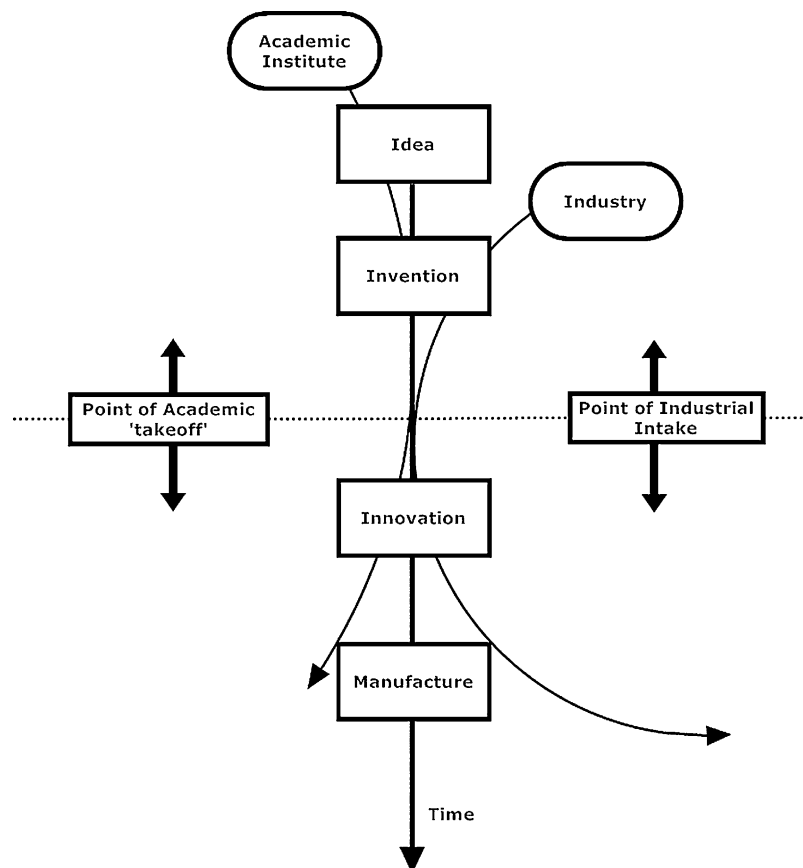 Academic
Institute
Idea
Industry
Invention
Point of Academic
'takeoff'
Point of Industrial
Intake
Innovation
Manufacture
Time